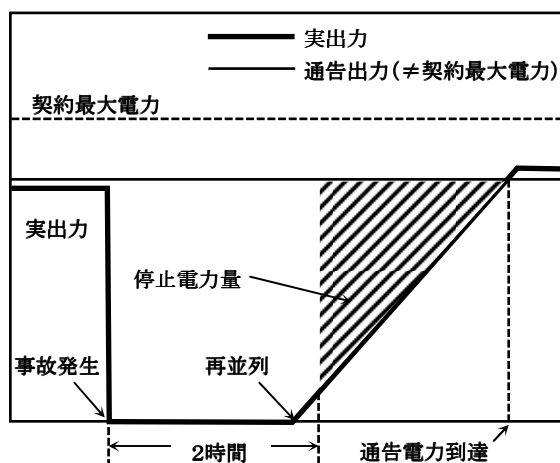 実出力
通告出力(≠契約最大電力)
契約最大電力
実出力
停止電力量
事故発生
再並列
2時間
通告電力到達